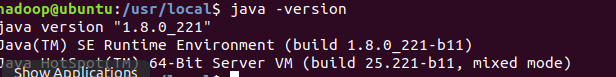 hadoop@ubuntu:/usr/local$ java -version
java version "1.8.0_221"
Java(TM) SE Runtime Environment (build 1.8.0_221-b11)
Java HotSpot(TM) 64-Bit Server VM (build 25.221-b11, mixed mode)
Show Applications